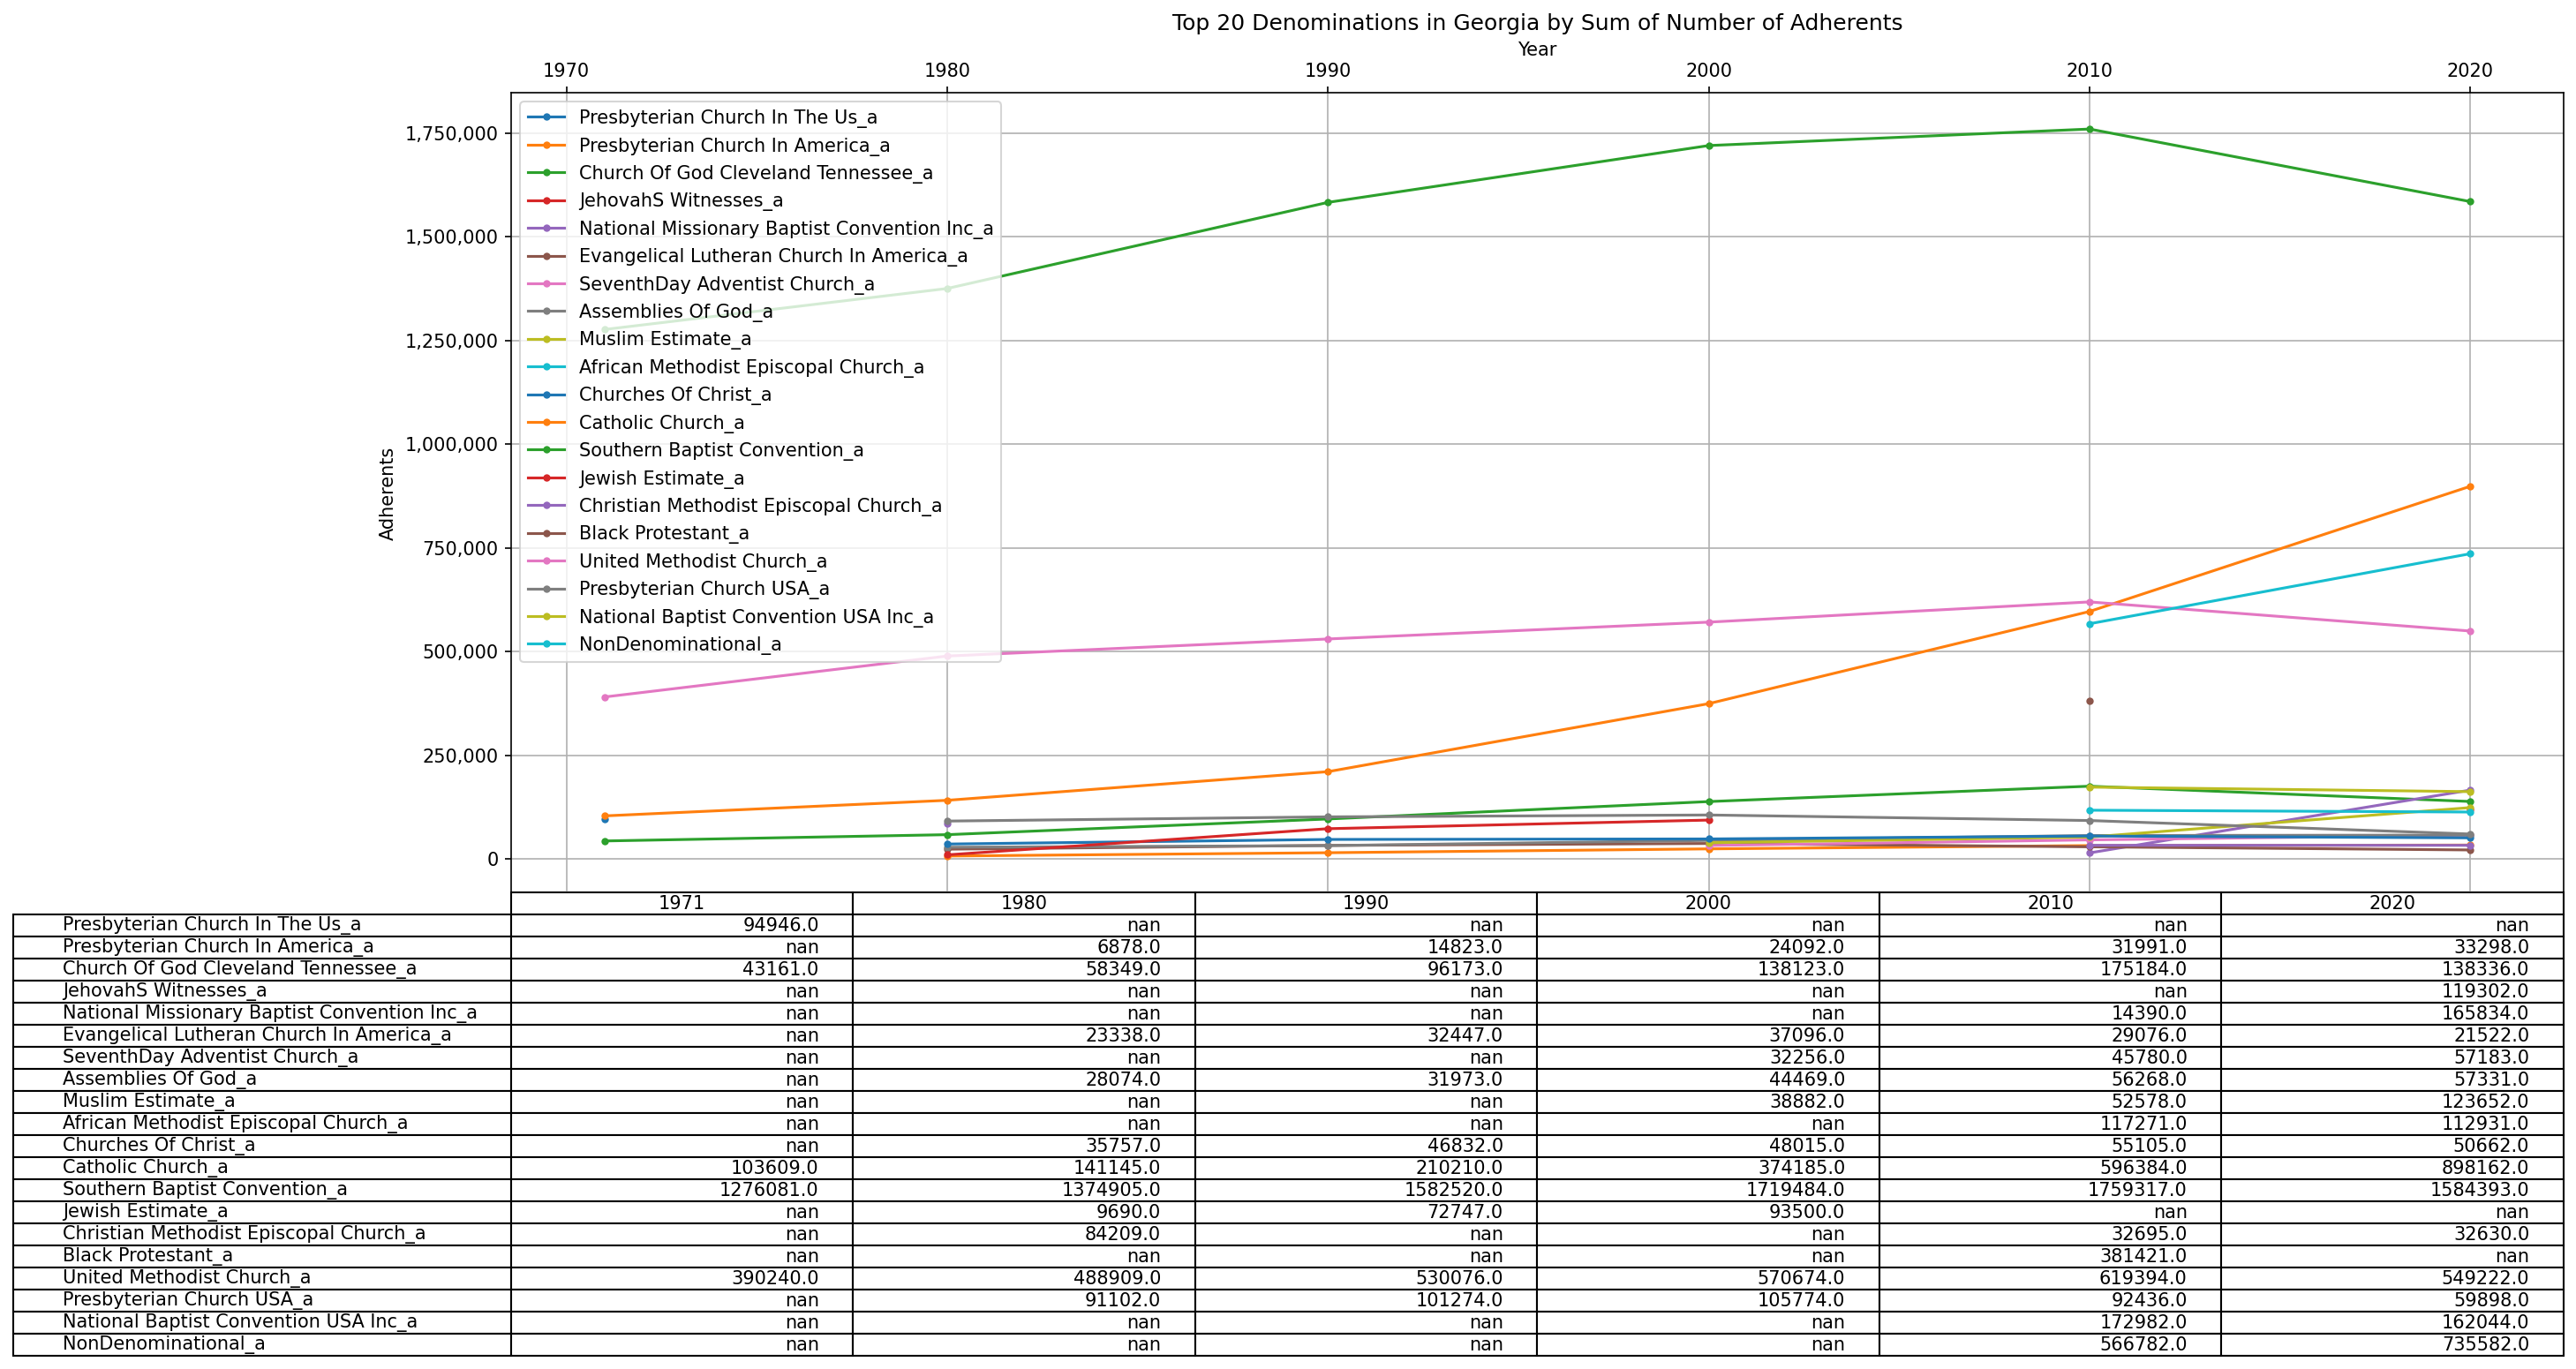 Top 20 Denominations in Georgia by Sum of Number of Adherents
Year
1970 1980 1990 2000 2010 2020
1,750,000
1,500,000
1,250,000
1,000,000
750,000
500,000
250,000
0
Adherents
Presbyterian Church In The Us_a
Presbyterian Church In America_a
Church Of God Cleveland Tennessee_a
JehovahS Witnesses_a
National Missionary Baptist Convention Inc_a
Evangelical Lutheran Church In America_a
SeventhDay Adventist Church_a
Assemblies Of God_a
Muslim Estimate_a
African Methodist Episcopal Church_a
Churches Of Christ_a
Catholic Church_a
Southern Baptist Convention_a
Jewish Estimate_a
Christian Methodist Episcopal Church_a
Black Protestant_a
United Methodist Church_a
Presbyterian Church USA_a
National Baptist Convention USA Inc_a
NonDenominational_a
1971 1980 1990 2000 2010 2020
Presbyterian Church In The Us_a 94946.0 nan nan nan nan nan
Presbyterian Church In America_a nan 6878.0 14823.0 24092.0 31991.0 33298.0
Church Of God Cleveland Tennessee_a 43161.0 58349.0 96173.0 138123.0 175184.0 138336.0
JehovahS Witnesses_a nan nan nan nan nan 119302.0
National Missionary Baptist Convention Inc_a nan nan nan nan 14390.0 165834.0
Evangelical Lutheran Church In America_a nan 23338.0 32447.0 37096.0 29076.0 21522.0
SeventhDay Adventist Church_a nan nan nan 32256.0 45780.0 57183.0
Assemblies Of God_a nan 28074.0 31973.0 44469.0 56268.0 57331.0
Muslim Estimate_a nan nan nan 38882.0 52578.0 123652.0
African Methodist Episcopal Church_a nan nan nan nan 117271.0 112931.0
Churches Of Christ_a nan 35757.0 46832.0 48015.0 55105.0 50662.0
Catholic Church_a 103609.0 141145.0 210210.0 374185.0 596384.0 898162.0
Southern Baptist Convention_a 1276081.0 1374905.0 1582520.0 1719484.0 1759317.0 1584393.0
Jewish Estimate_a nan 9690.0 72747.0 93500.0 nan nan
Christian Methodist Episcopal Church_a nan 84209.0 nan nan 32695.0 32630.0
Black Protestant_a nan nan nan nan 381421.0 nan
United Methodist Church_a 390240.0 488909.0 530076.0 570674.0 619394.0 549222.0
Presbyterian Church USA_a nan 91102.0 101274.0 105774.0 92436.0 59898.0
National Baptist Convention USA Inc_a nan nan nan nan 172982.0 162044.0
NonDenominational_a nan nan nan nan 566782.0 735582.0